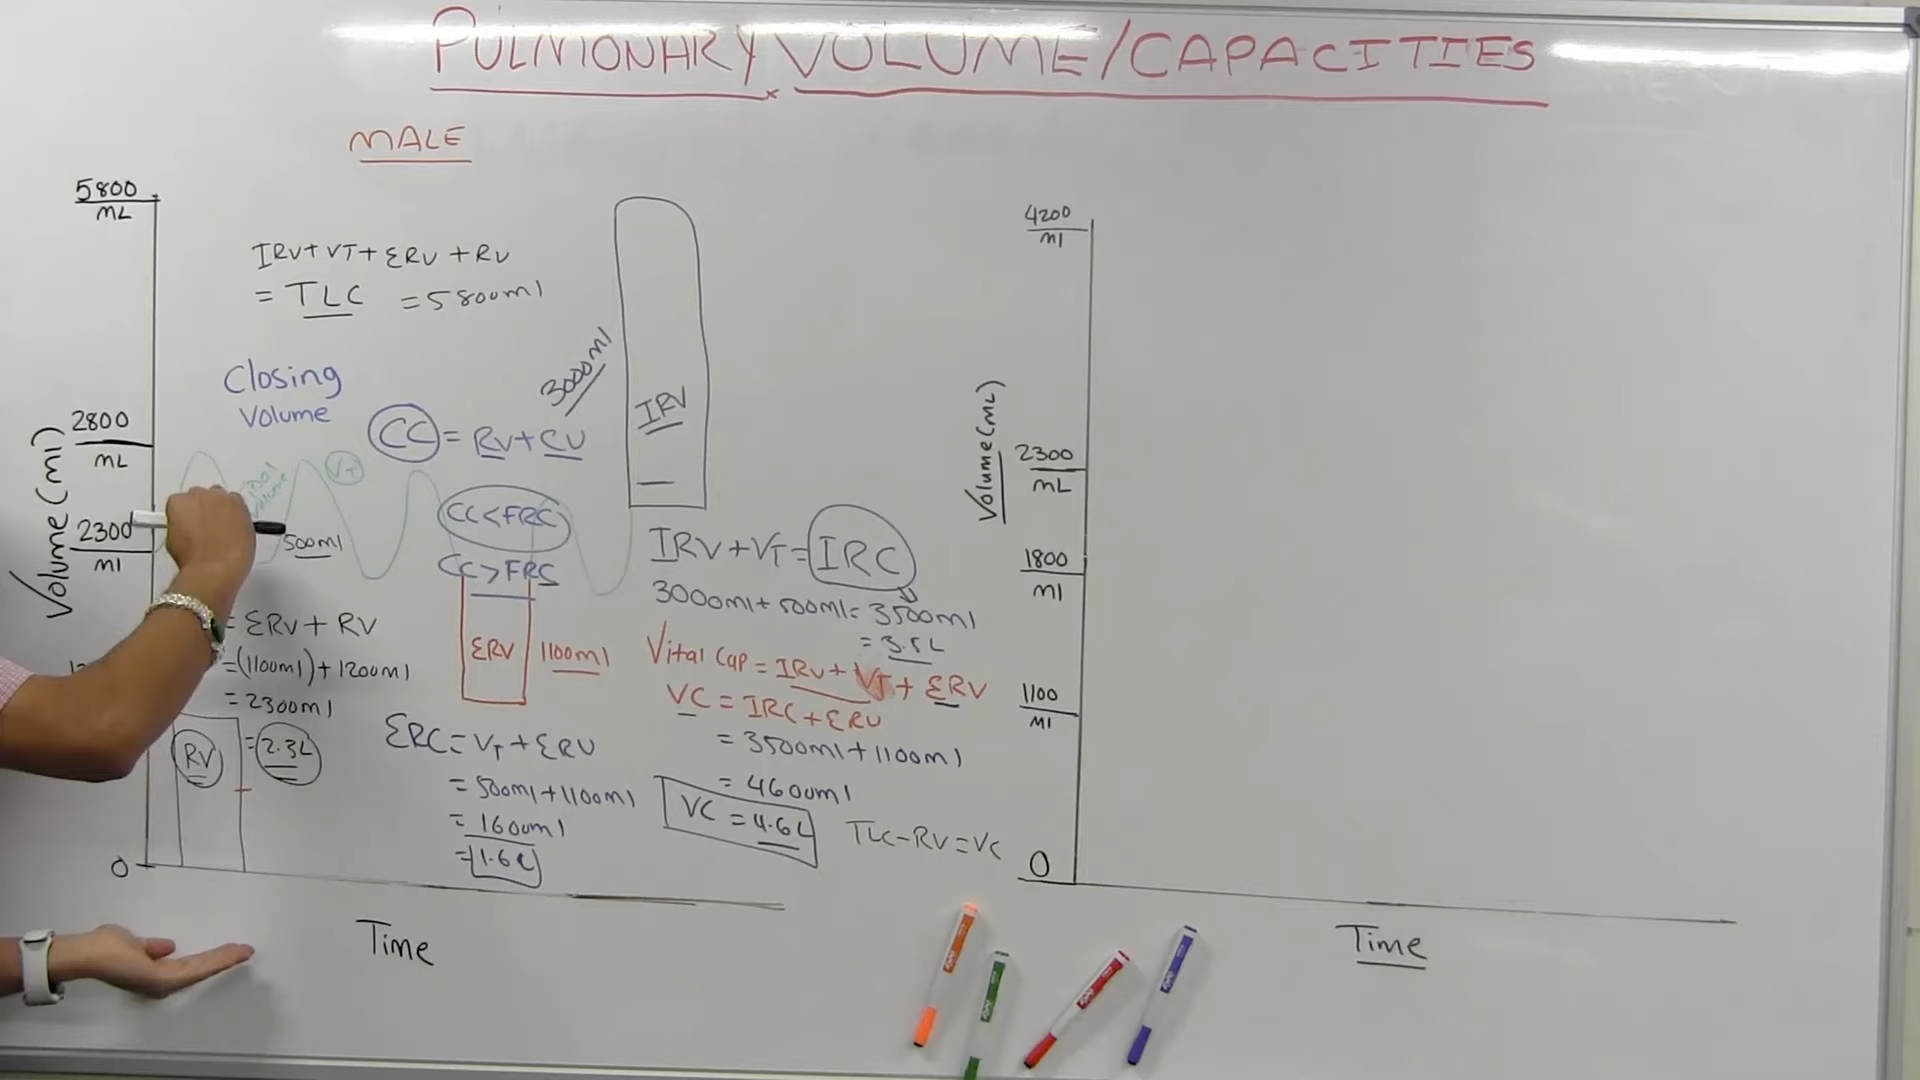 PULMONARY VOLUME/CAPACITIES
MALE
5800
ML
IRV+VT+ERV+RV
= TLC = 5800ml
Closing
Volume
CC = RV+CV
3000ml
IRV
2800
ML
Volume(ml)
2300
ml
VT
500ml
CC<FRC
CC>FRC
= ERV+RV
=(1100ml)+1200ml
= 2300ml
= 2.3L
RV
ERV
1100ml
ERC = VT+ERV
= 500ml+1100ml
= 1600ml
= 1.6L
IRV+VT=IRC
3000ml+500ml=3500ml
= 3.5L
Vital Cap = IRV+VT+ERV
VC = IRC+ERV
= 3500ml+1100ml
= 4600ml
VC = 4.6L
TLC-RV=VC
0
Time
4200
ml
Volume(mL)
2300
mL
1800
ml
1100
ml
0
Time